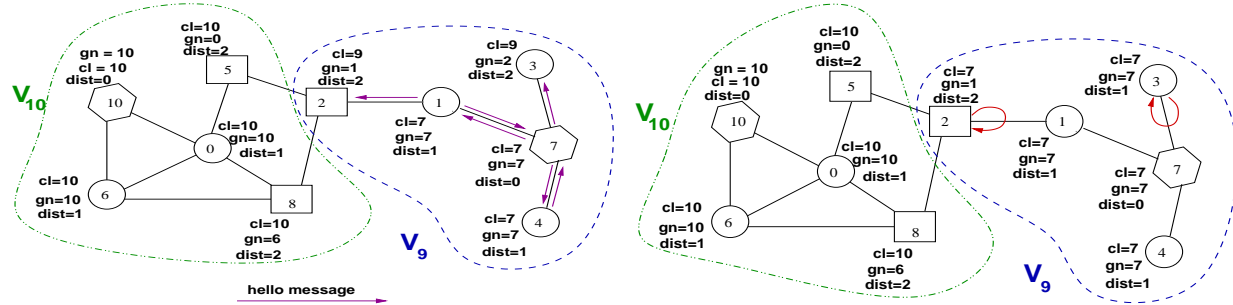 cl=10
gn=0
dist=2
gn = 10
cl = 10
dist=0
V10
10
5
cl=9
gn=1
dist=2
2
cl=9
gn=2
dist=2
3
1
cl=7
gn=7
dist=1
7
cl=7
gn=7
dist=0
cl=10
gn=10
dist=1
0
cl=10
gn=10
dist=1
6
8
cl=10
gn=6
dist=2
4
cl=7
gn=7
dist=1
V9
hello message
cl=10
gn=0
dist=2
gn = 10
cl = 10
dist=0
V10
10
5
cl=7
gn=1
dist=2
2
cl=7
gn=7
dist=1
3
1
cl=7
gn=7
dist=1
7
cl=7
gn=7
dist=0
cl=10
gn=10
dist=1
0
cl=10
gn=10
dist=1
6
8
cl=10
gn=6
dist=2
4
cl=7
gn=7
dist=1
V9